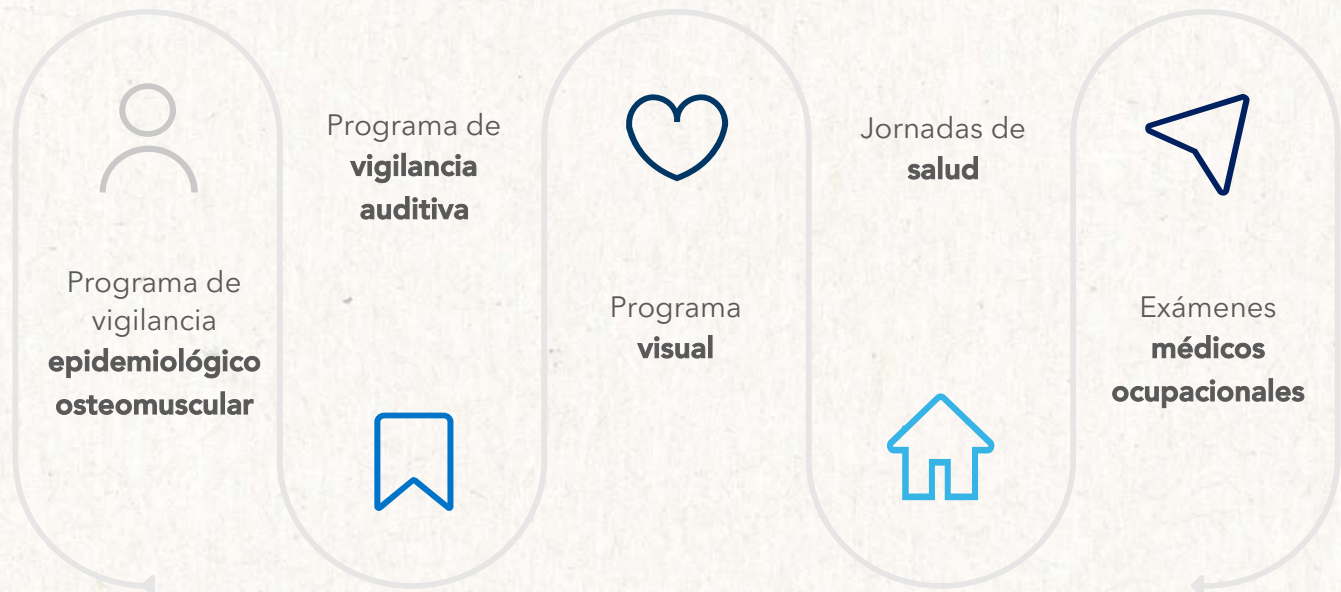 Programa de
vigilancia
epidemiológico
osteomuscular
Programa de
vigilancia
auditiva
Programa
visual
Jornadas de
salud
Exámenes
médicos
ocupacionales